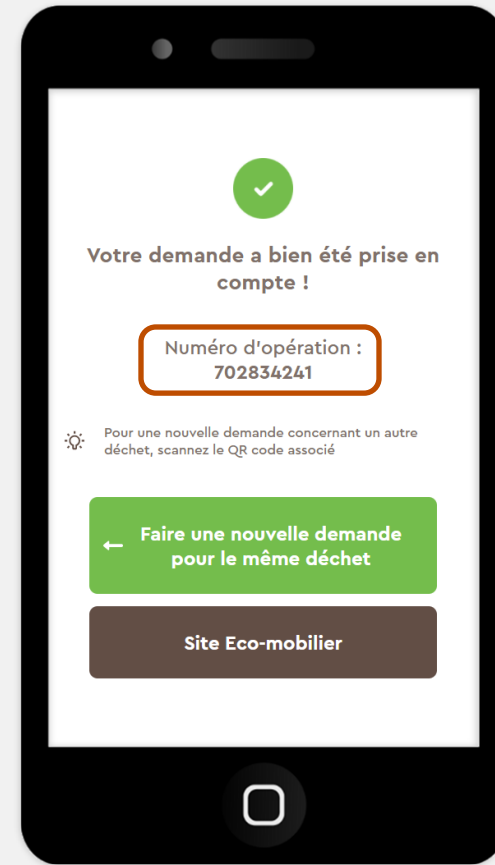 Votre demande a bien été prise en
compte !
Numéro d'opération :
702834241
Pour une nouvelle demande concernant un autre
déchet, scannez le QR code associé
Faire une nouvelle demande
pour le même déchet
Site Eco-mobilier